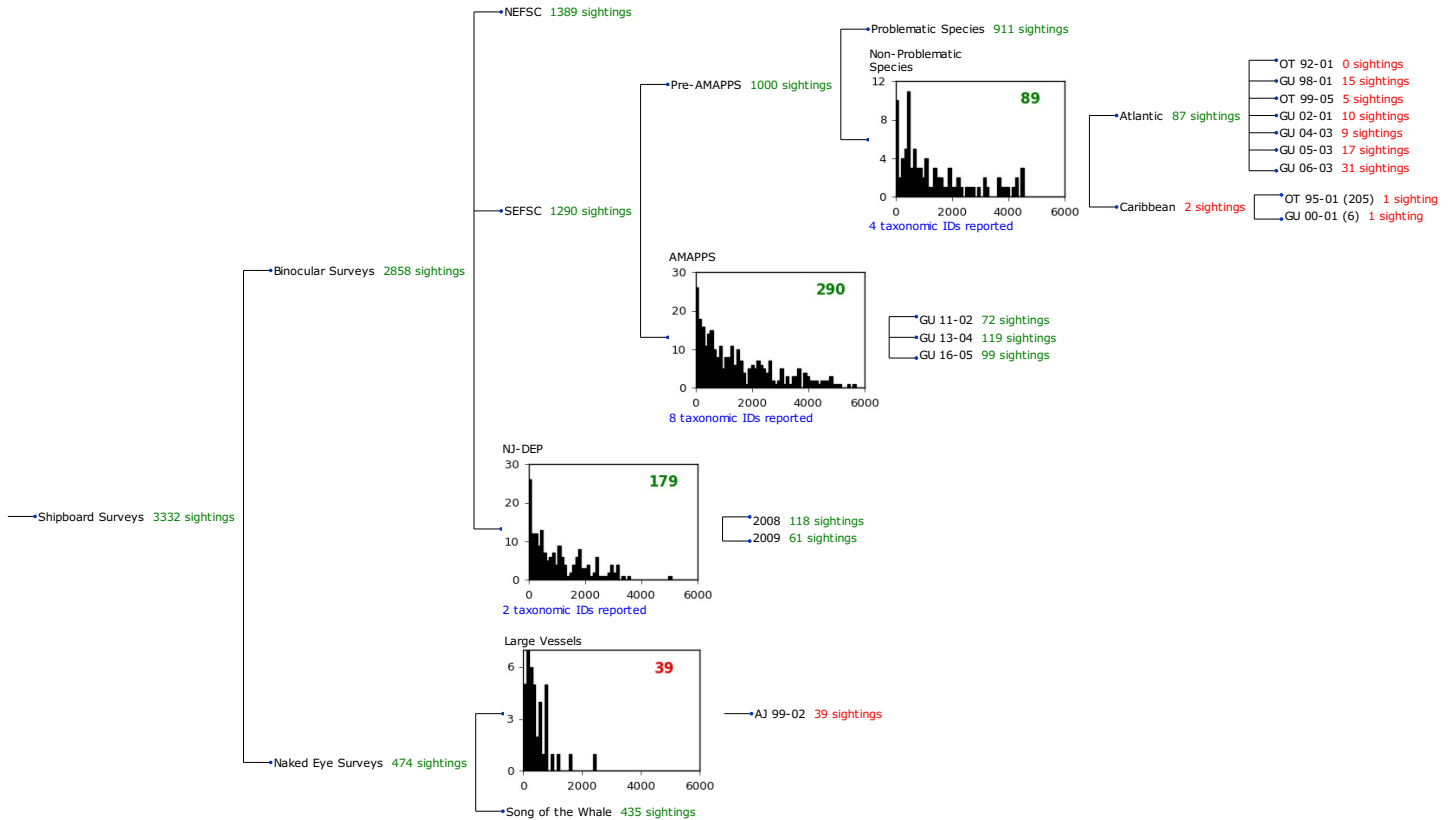 NEFSC 1389 sightings
Problematic Species 911 sightings
Non-Problematic
Species
12
8
4
0
89
0 2000 4000 6000
4 taxonomic IDs reported
Pre-AMAPPS 1000 sightings
OT 92-01 0 sightings
GU 98-01 15 sightings
OT 99-05 5 sightings
Atlantic 87 sightings
GU 02-01 10 sightings
GU 04-03 9 sightings
GU 05-03 17 sightings
GU 06-03 31 sightings
Caribbean 2 sightings
OT 95-01 (205) 1 sighting
GU 00-01 (6) 1 sighting
SEFSC 1290 sightings
AMAPPS
30
20
10
0
290
0 2000 4000 6000
8 taxonomic IDs reported
GU 11-02 72 sightings
GU 13-04 119 sightings
GU 16-05 99 sightings
Binocular Surveys 2858 sightings
NJ-DEP
30
20
10
0
179
0 2000 4000 6000
2 taxonomic IDs reported
2008 118 sightings
2009 61 sightings
Shipboard Surveys 3332 sightings
Large Vessels
6
3
0
39
0 2000 4000 6000
AJ 99-02 39 sightings
Naked Eye Surveys 474 sightings
Song of the Whale 435 sightings